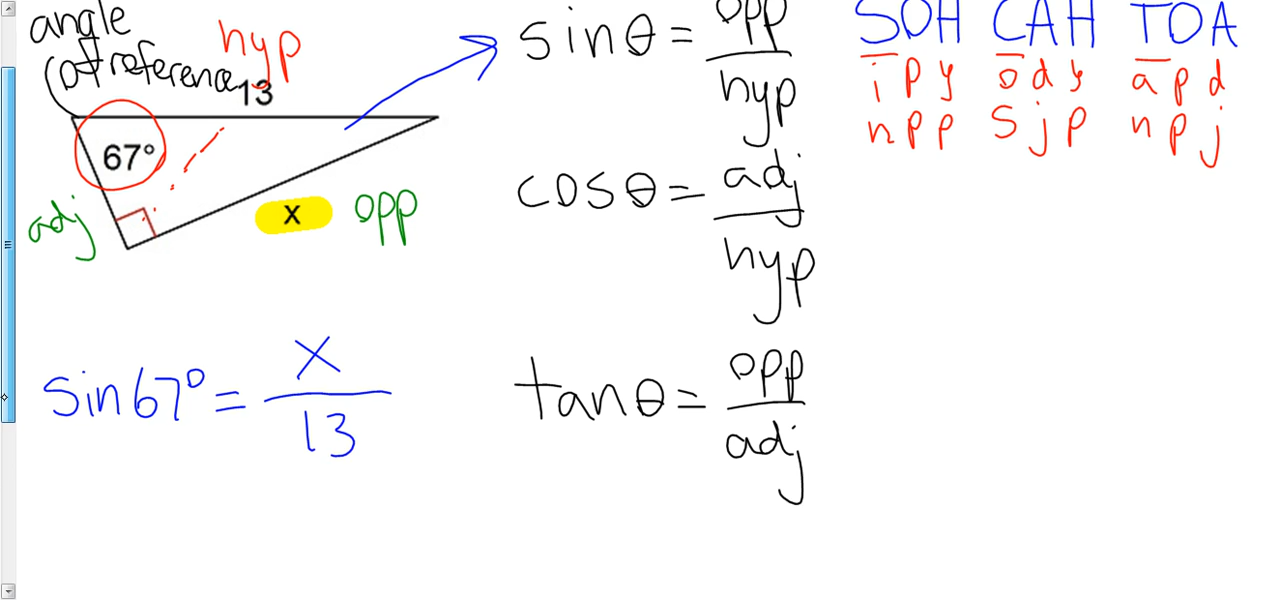 angle
of reference
hyp
13
67°
adj
x
opp
sin θ = opp
hyp
cos θ = adj
hyp
tan θ = opp
adj
sin 67° = x
13
SOH CAH TOA
i p y o d y a p d
n p p s j p n p j